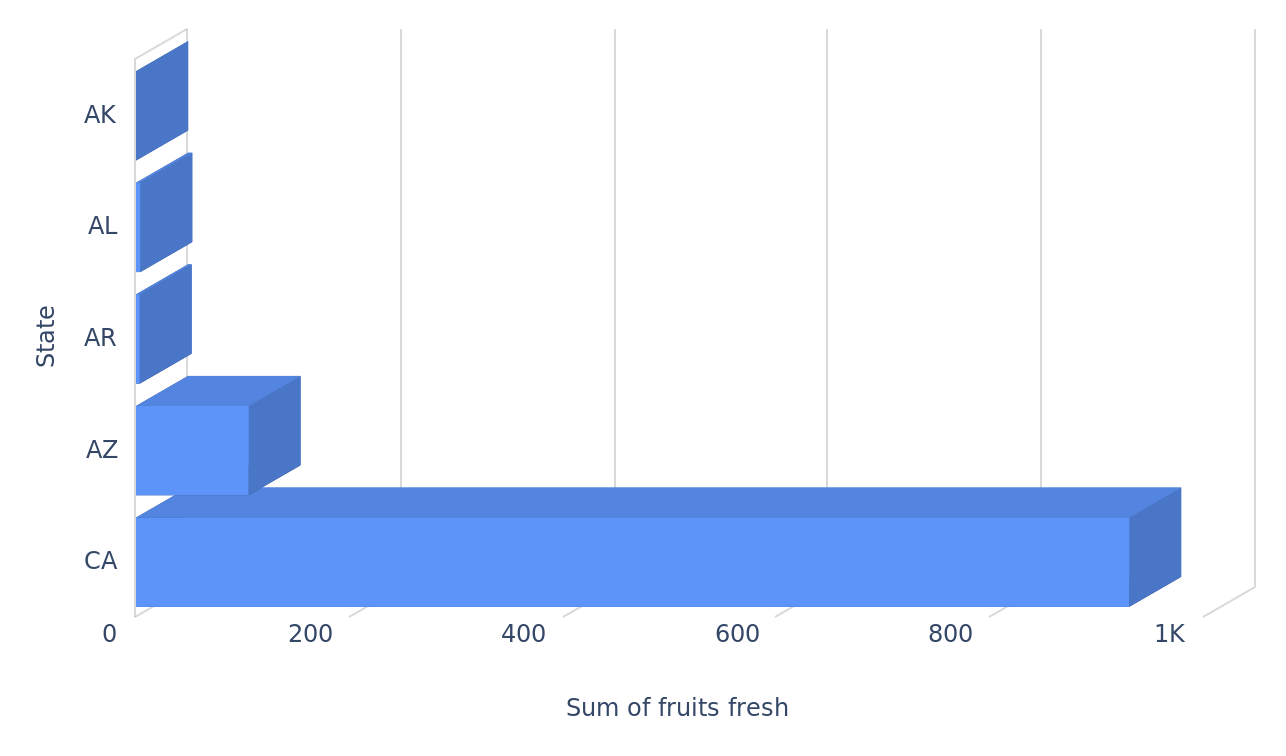 State
AK
AL
AR
AZ
CA
0 200 400 600 800 1K
Sum of fruits fresh